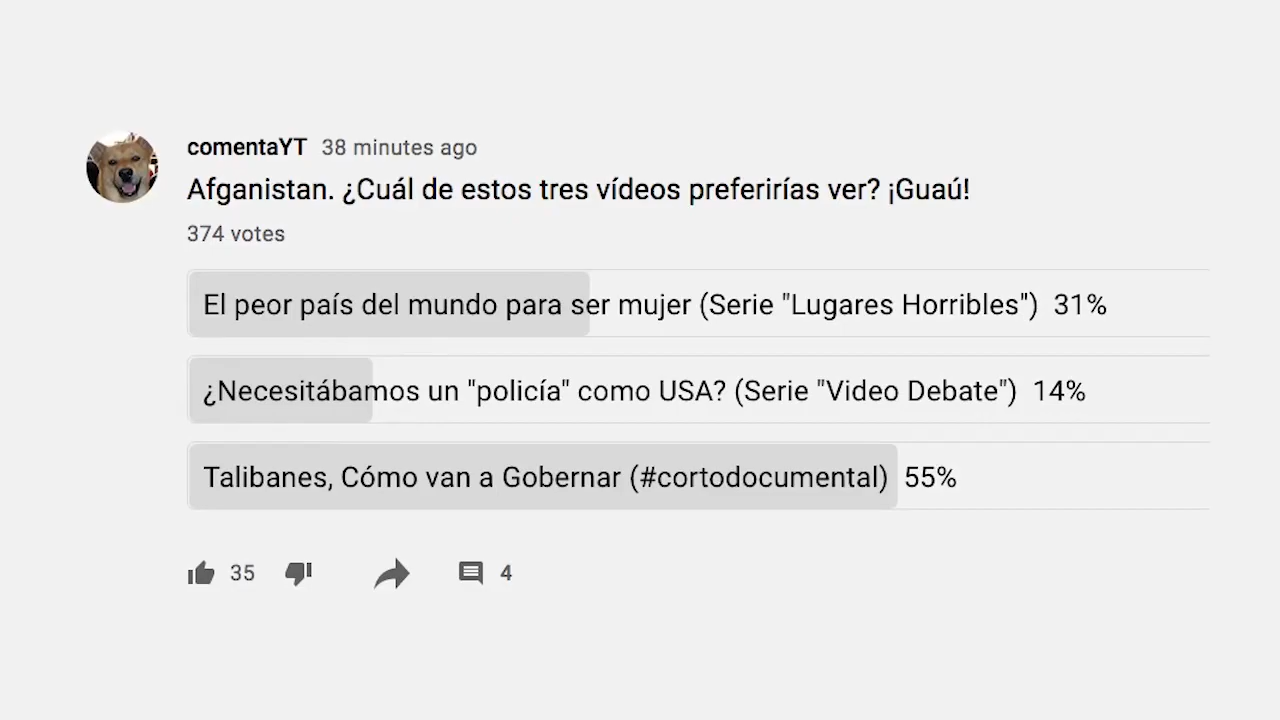 comentaYT 38 minutes ago
Afganistan. ¿Cuál de estos tres vídeos preferirías ver? ¡Guaú!
374 votes
El peor país del mundo para ser mujer (Serie "Lugares Horribles") 31%
¿Necesitábamos un "policía" como USA? (Serie "Video Debate") 14%
Talibanes, Cómo van a Gobernar (#cortodocumental) 55%
35 4